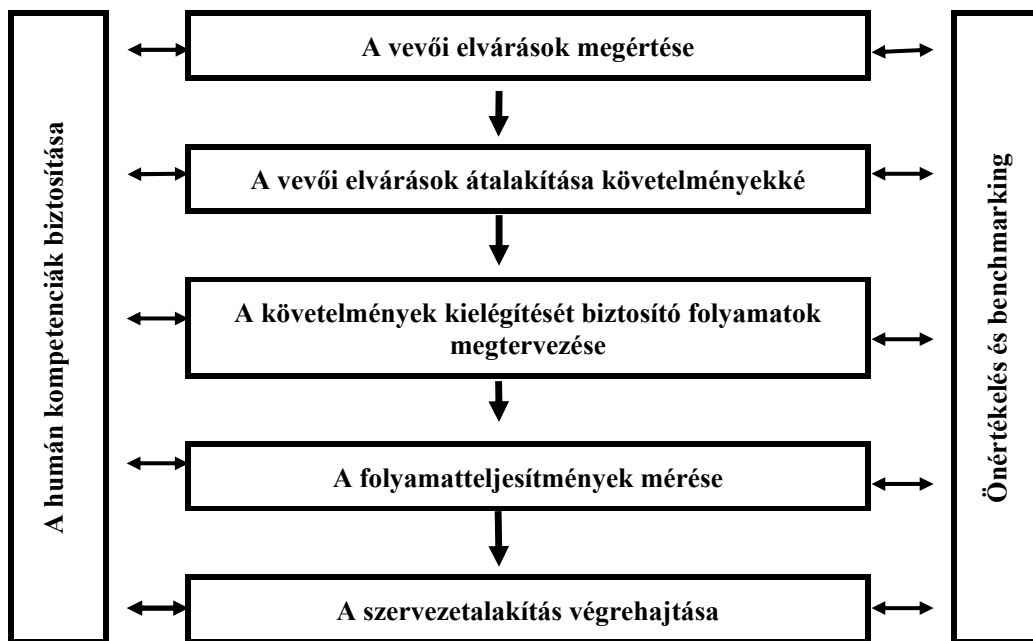 A humán kompetenciák biztosítása
A vevői elvárások megértése
A vevői elvárások átalakítása követelményekké
A követelmények kielégítését biztosító folyamatok
megtervezése
A folyamatteljesítmények mérése
A szervezetalakítás végrehajtása
Önértékelés és benchmarking